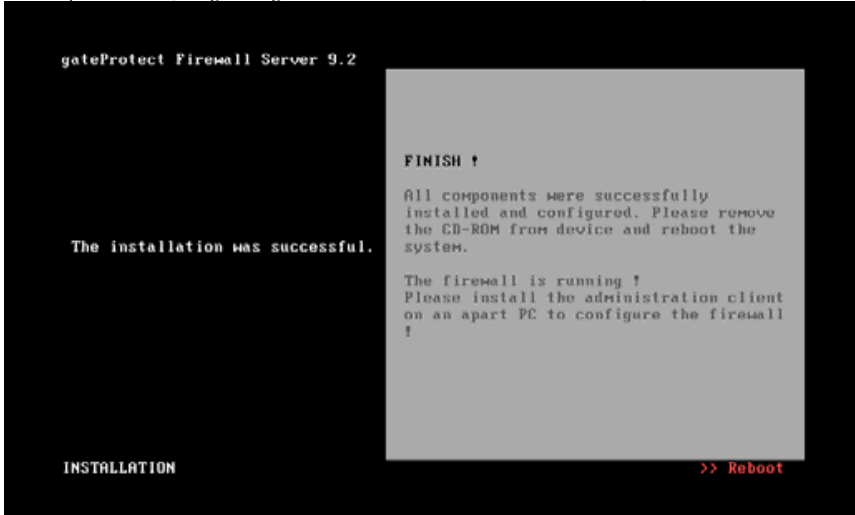 gateProtect Firewall Server 9.2
The installation was successful.
FINISH !
All components were successfully
installed and configured. Please remove
the CD-ROM from device and reboot the
system.
The firewall is running !
Please install the administration client
on an apart PC to configure the firewall
!
INSTALLATION
>> Reboot